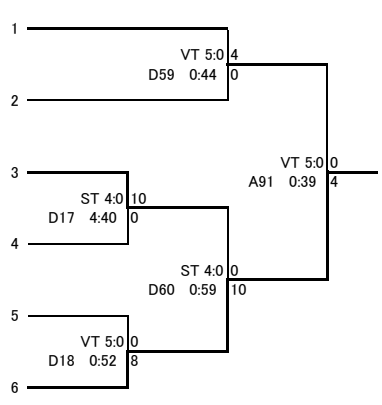 1
VT 5:0 4
D59 0:44 0
2
VT 5:0 0
3
A91 0:39 4
ST 4:0 10
D17 4:40 0
4
ST 4:0 0
D60 0:59 10
5
VT 5:0 0
D18 0:52 8
6